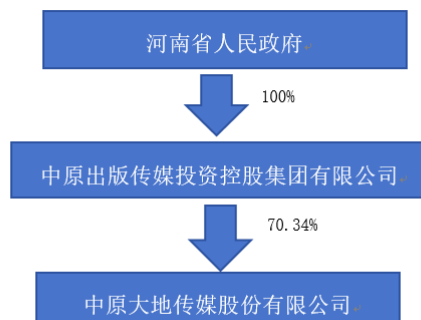 河南省人民政府
100%
中原出版传媒投资控股集团有限公司
70.34%
中原大地传媒股份有限公司